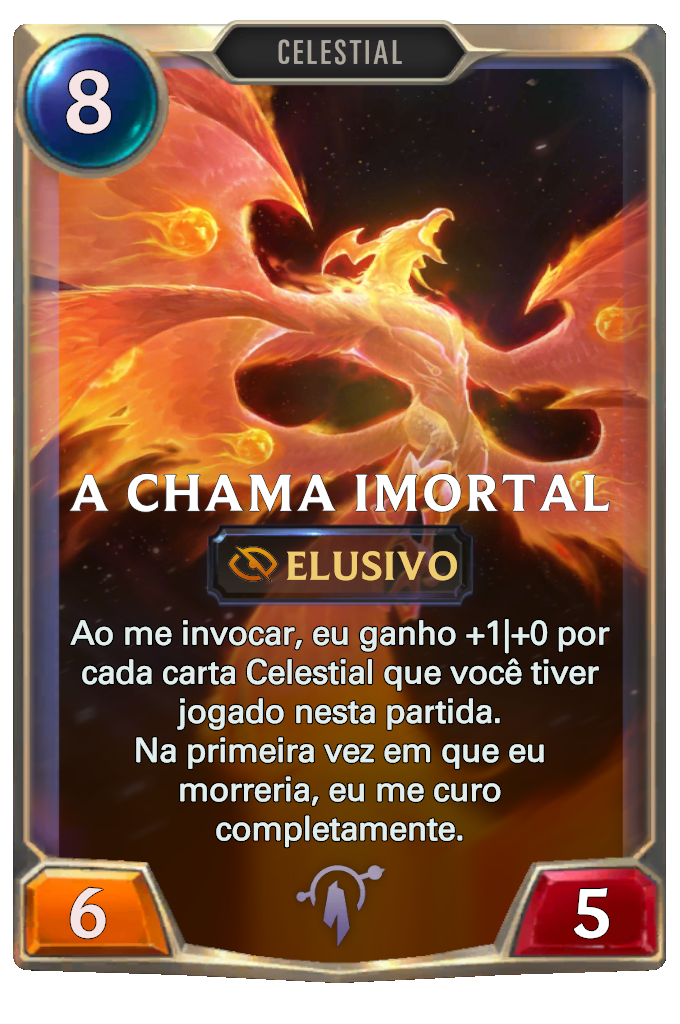 CELESTIAL
8
A CHAMA IMORTAL
ELUSIVO
Ao me invocar, eu ganho +1|+0 por
cada carta Celestial que você tiver
jogado nesta partida.
Na primeira vez em que eu
morreria, eu me curo
completamente.
6
5